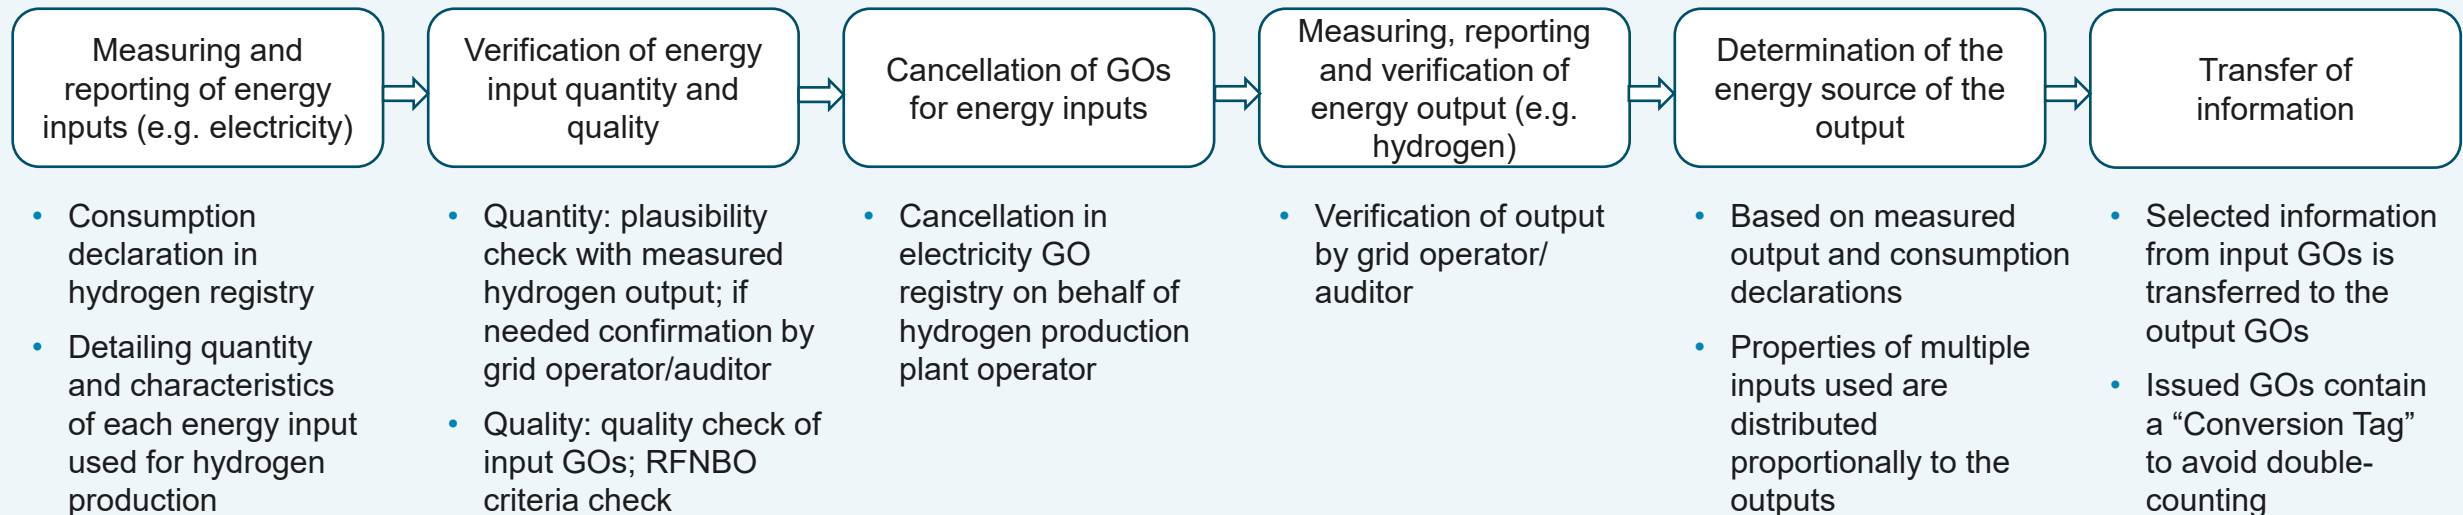 Measuring and
reporting of energy
inputs (e.g. electricity)
Verification of energy
input quantity and
quality
Cancellation of GOs
for energy inputs
Measuring, reporting
and verification of
energy output (e.g.
hydrogen)
Determination of the
energy source of the
output
Transfer of
information
• Consumption
declaration in
hydrogen registry
• Detailing quantity
and characteristics
of each energy input
used for hydrogen
production
• Quantity: plausibility
check with measured
hydrogen output; if
needed confirmation by
grid operator/auditor
• Quality: quality check of
input GOs; RFNBO
criteria check
• Cancellation in
electricity GO
registry on behalf of
hydrogen production
plant operator
• Verification of output
by grid operator/
auditor
• Based on measured
output and consumption
declarations
• Properties of multiple
inputs used are
distributed
proportionally to the
outputs
• Selected information
from input GOs is
transferred to the
output GOs
• Issued GOs contain
a “Conversion Tag”
to avoid double-
counting